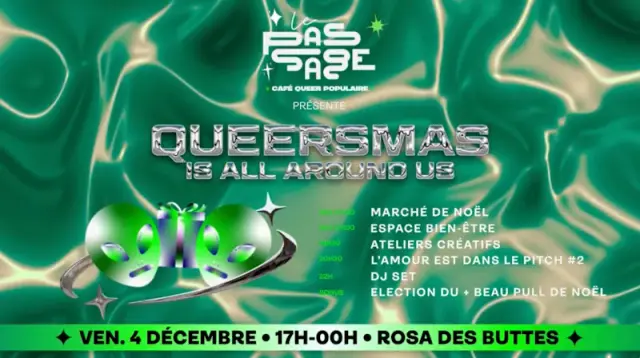 Le
PASSAGE
CAFÉ QUEER POPULAIRE
PRÉSENTE
QUEERSMAS
IS ALL AROUND US
MARCHÉ DE NOËL
ESPACE BIEN-ÊTRE
ATELIERS CRÉATIFS
L'AMOUR EST DANS LE PITCH #2
22H DJ SET
BONUS ELECTION DU + BEAU PULL DE NOËL
VEN. 4 DÉCEMBRE • 17H-00H • ROSA DES BUTTES